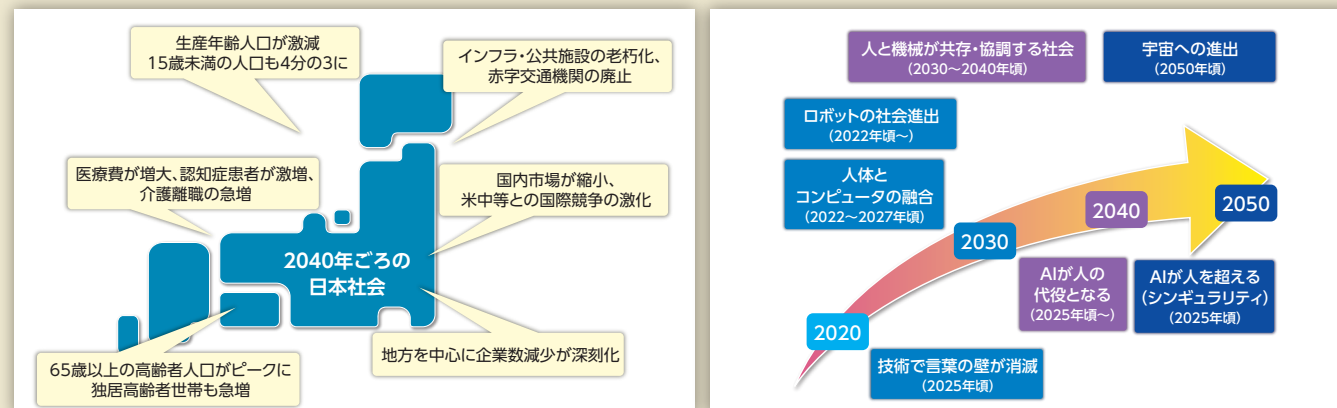 生産年齢人口が激減
15歳未満の人口も4分の3に
インフラ・公共施設の老朽化、
赤字交通機関の廃止
医療費が増大、認知症患者が激増、
介護離職の急増
国内市場が縮小、
米中等との国際競争の激化
2040年ごろの
日本社会
地方を中心に企業数減少が深刻化
65歳以上の高齢者人口がピークに
独居高齢者世帯も急増
人と機械が共存・協調する社会
(2030〜2040年頃)
宇宙への進出
(2050年頃)
ロボットの社会進出
(2022年頃〜)
人体と
コンピュータの融合
(2022〜2027年頃)
2020
2030
2040
2050
AIが人の
代役となる
(2025年頃〜)
AIが人を超える
(シンギュラリティ)
(2025年頃)
技術で言葉の壁が消滅
(2025年頃)